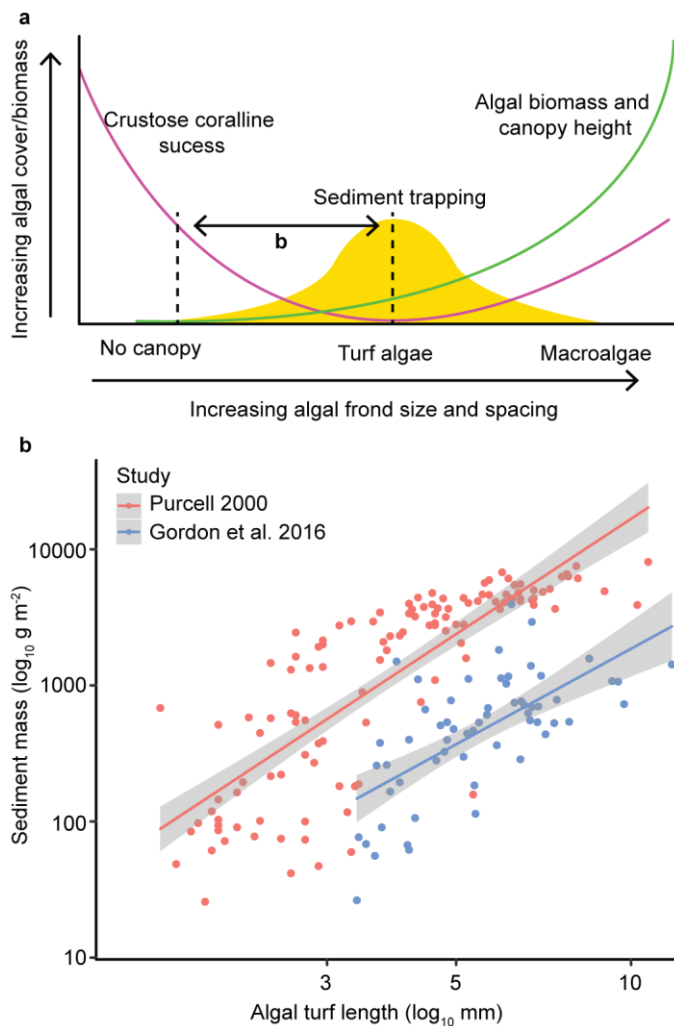 a
Incrreasing algal cover/biomass
Crustose coralline
sucess
Algal biomass and
canopy height
Sediment trapping
b
No canopy
Turf algae
Macroalgae
Increasing algal frond size and spacing
b
Study
Purcell 2000
Gordon et al. 2016
Sediment mass (log₁₀ g m⁻²)
10000
1000
100
10
3
5
10
Algal turf length (log₁₀ mm)